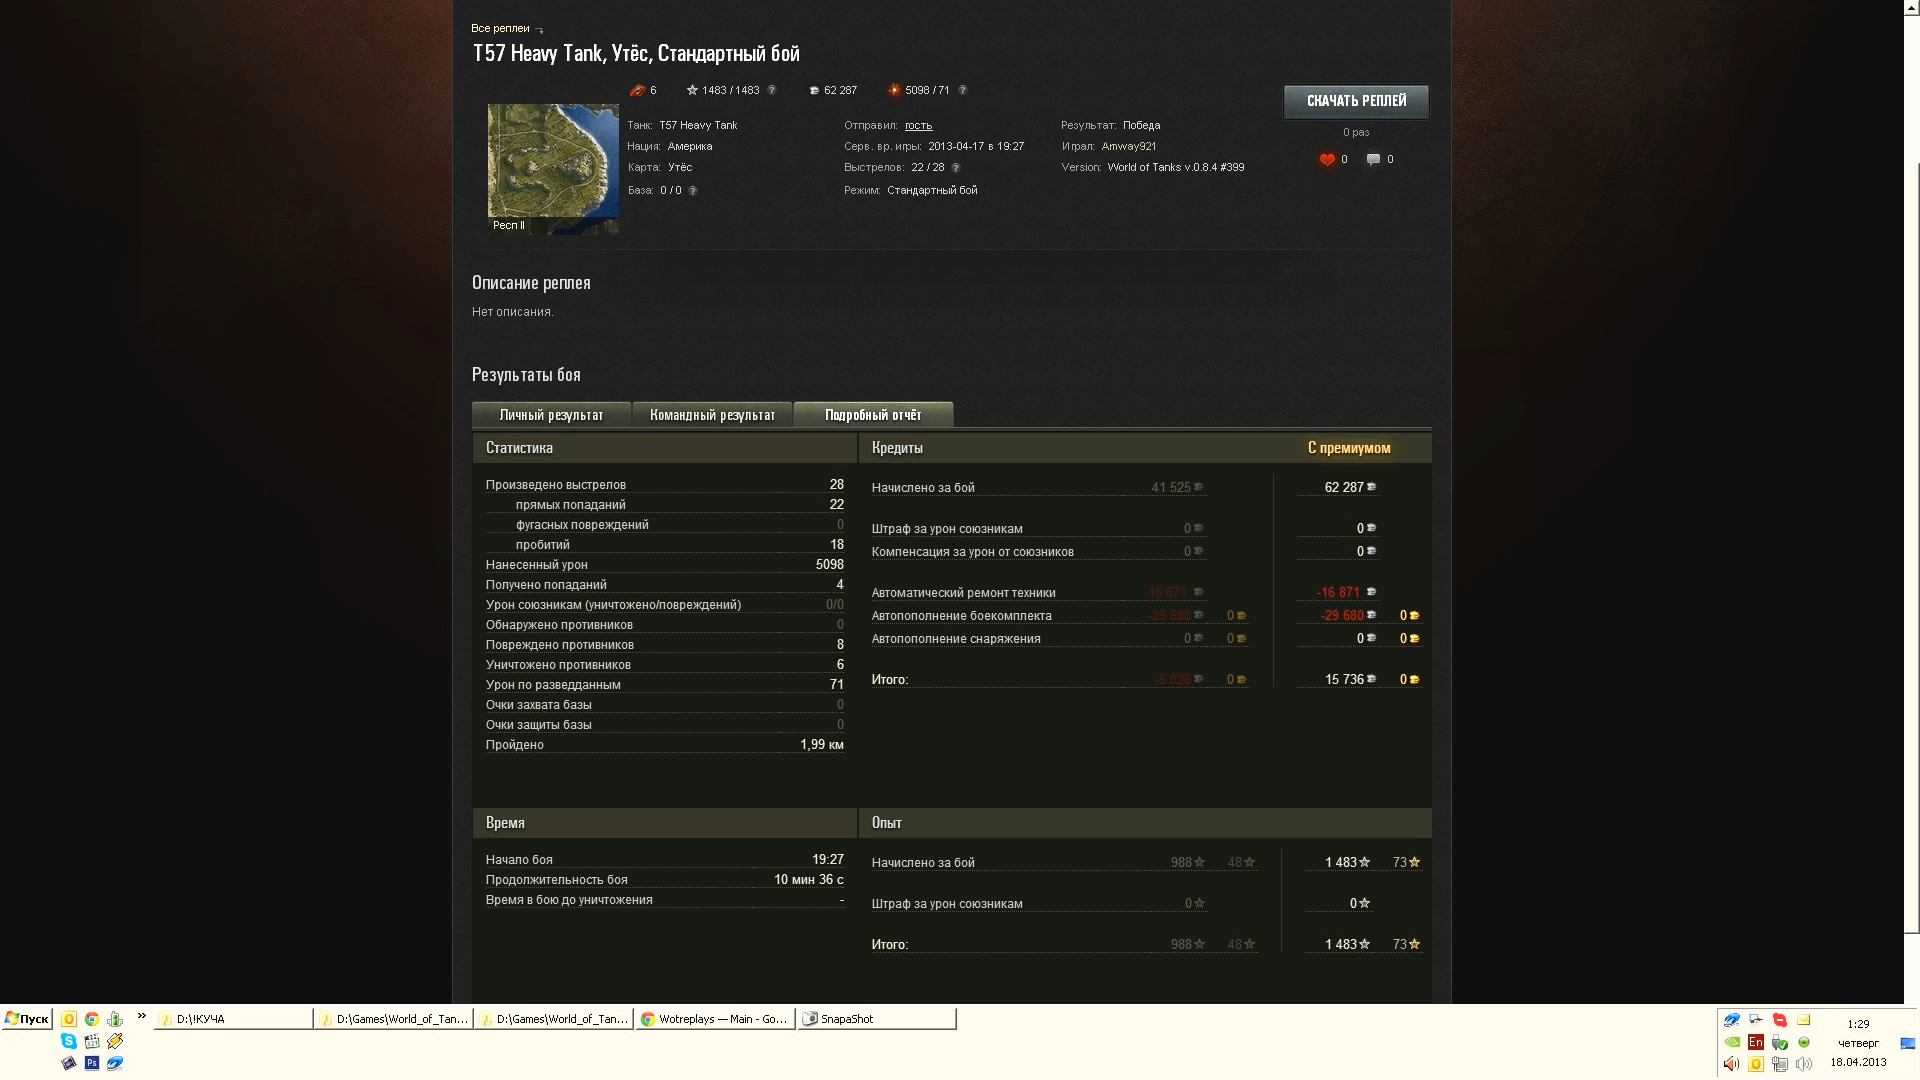 Все реплеи
T57 Heavy Tank, Утёс, Стандартный бой
6 1483 / 1483 ? 62 287 5098 / 71 ?
СКАЧАТЬ РЕПЛЕЙ
0 раз
0 0
Респ II
Танк: T57 Heavy Tank
Нация: Америка
Карта: Утёс
База: 0 / 0 ?
Отправил: гость
Серв. вр. игры: 2013-04-17 в 19:27
Выстрелов: 22 / 28 ?
Режим: Стандартный бой
Результат: Победа
Играл: Amway921
Version: World of Tanks v.0.8.4 #399
Описание реплея
Нет описания.
Результаты боя
Личный результат Командный результат Подробный отчёт
Статистика
Произведено выстрелов 28
прямых попаданий 22
фугасных повреждений 0
пробитий 18
Нанесенный урон 5098
Получено попаданий 4
Урон союзникам (уничтожено/повреждений) 0/0
Обнаружено противников 0
Повреждено противников 8
Уничтожено противников 6
Урон по разведданным 71
Очки захвата базы 0
Очки защиты базы 0
Пройдено 1,99 км
Кредиты С премиумом
Начислено за бой 41 525 62 287
Штраф за урон союзникам 0 0
Компенсация за урон от союзников 0 0
Автоматический ремонт техники -16 871 -16 871
Автопополнение боекомплекта -29 680 0 -29 680 0
Автопополнение снаряжения 0 0 0 0
Итого: -5 026 0 15 736 0
Время
Начало боя 19:27
Продолжительность боя 10 мин 36 с
Время в бою до уничтожения -
Опыт
Начислено за бой 988 48 1 483 73
Штраф за урон союзникам 0 0
Итого: 988 48 1 483 73
Пуск » D:\!КУЧА D:\Games\World_of_Tan... D:\Games\World_of_Tan... Wotreplays — Main - Go... SnapaShot
321
Ps
En
1:29
четверг
18.04.2013